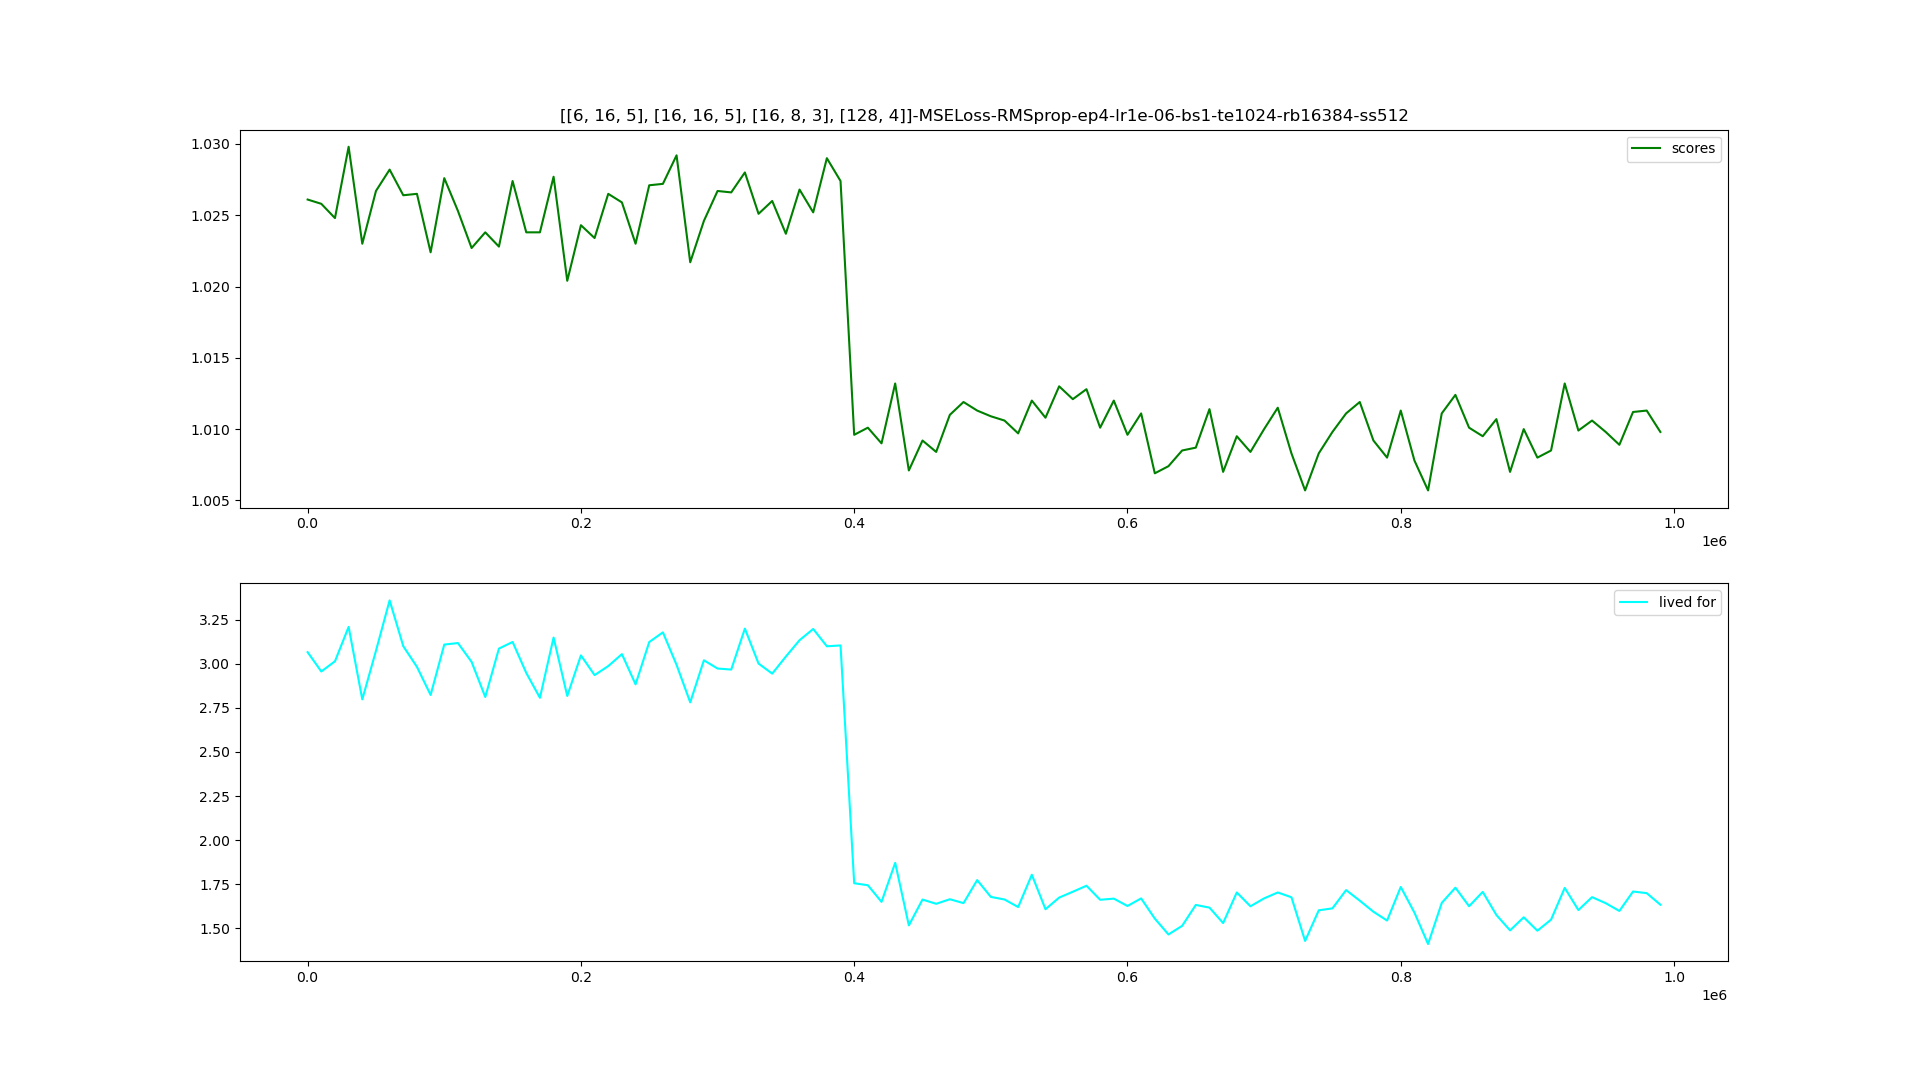 [[6, 16, 5], [16, 16, 5], [16, 8, 3], [128, 4]]-MSELoss-RMSprop-ep4-lr1e-06-bs1-te1024-rb16384-ss512
scores
1.030
1.025
1.020
1.015
1.010
1.005
0.0 0.2 0.4 0.6 0.8 1.0
1e6
lived for
3.25
3.00
2.75
2.50
2.25
2.00
1.75
1.50
0.0 0.2 0.4 0.6 0.8 1.0
1e6